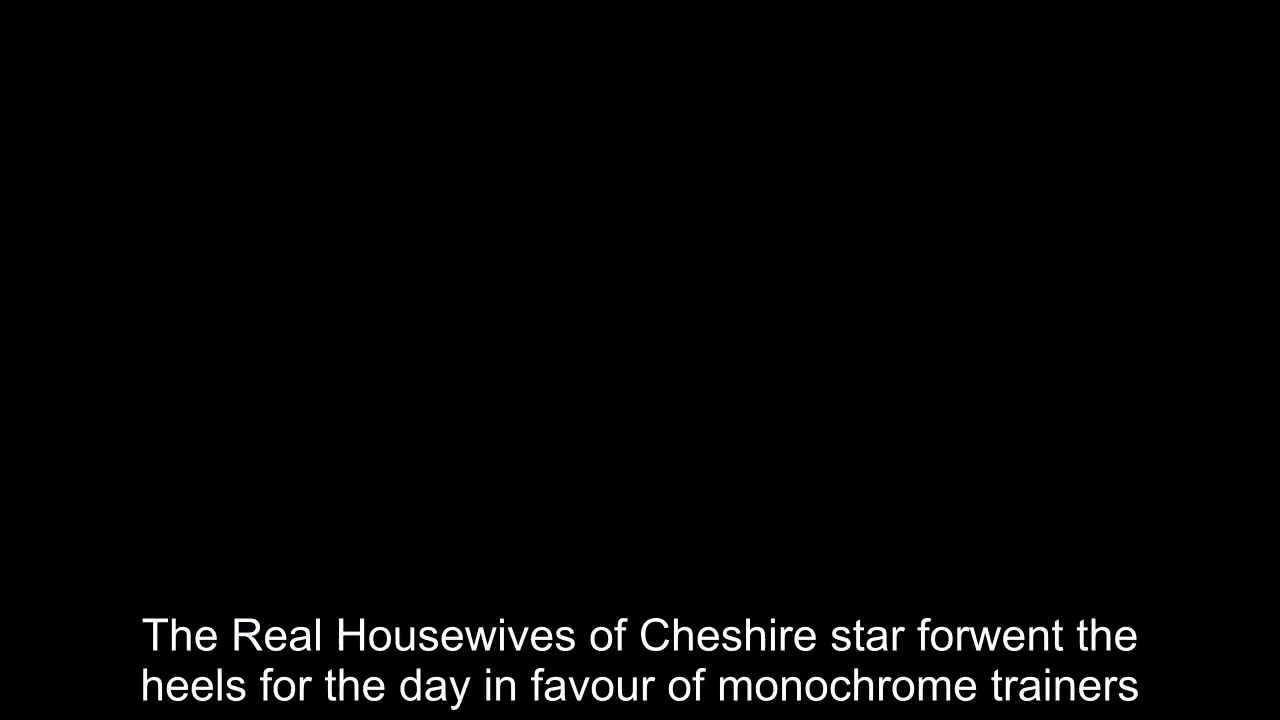 The Real Housewives of Cheshire star forwent the
heels for the day in favour of monochrome trainers